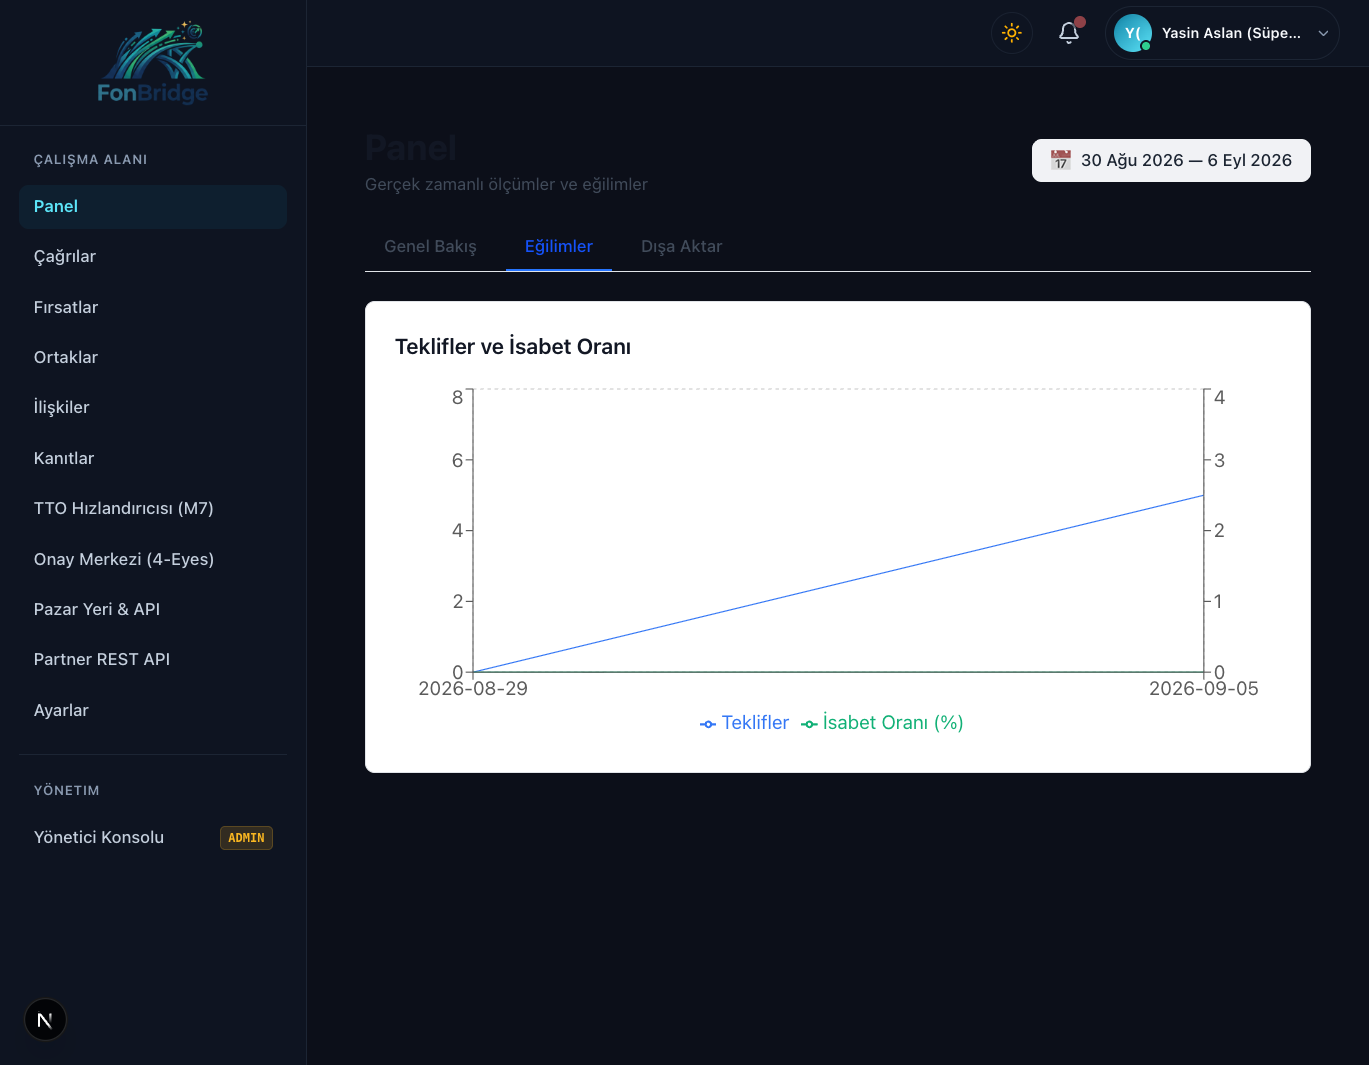 FonBridge
ÇALIŞMA ALANI
Panel
Çağrılar
Fırsatlar
Ortaklar
İlişkiler
Kanıtlar
TTO Hızlandırıcısı (M7)
Onay Merkezi (4-Eyes)
Pazar Yeri & API
Partner REST API
Ayarlar
YÖNETIM
Yönetici Konsolu ADMIN
N
Y( Yasin Aslan (Süpe...
Panel
Gerçek zamanlı ölçümler ve eğilimler
17 30 Ağu 2026 — 6 Eyl 2026
Genel Bakış Eğilimler Dışa Aktar
Teklifler ve İsabet Oranı
8 4
6 3
4 2
2 1
0 0
2026-08-29 2026-09-05
Teklifler İsabet Oranı (%)